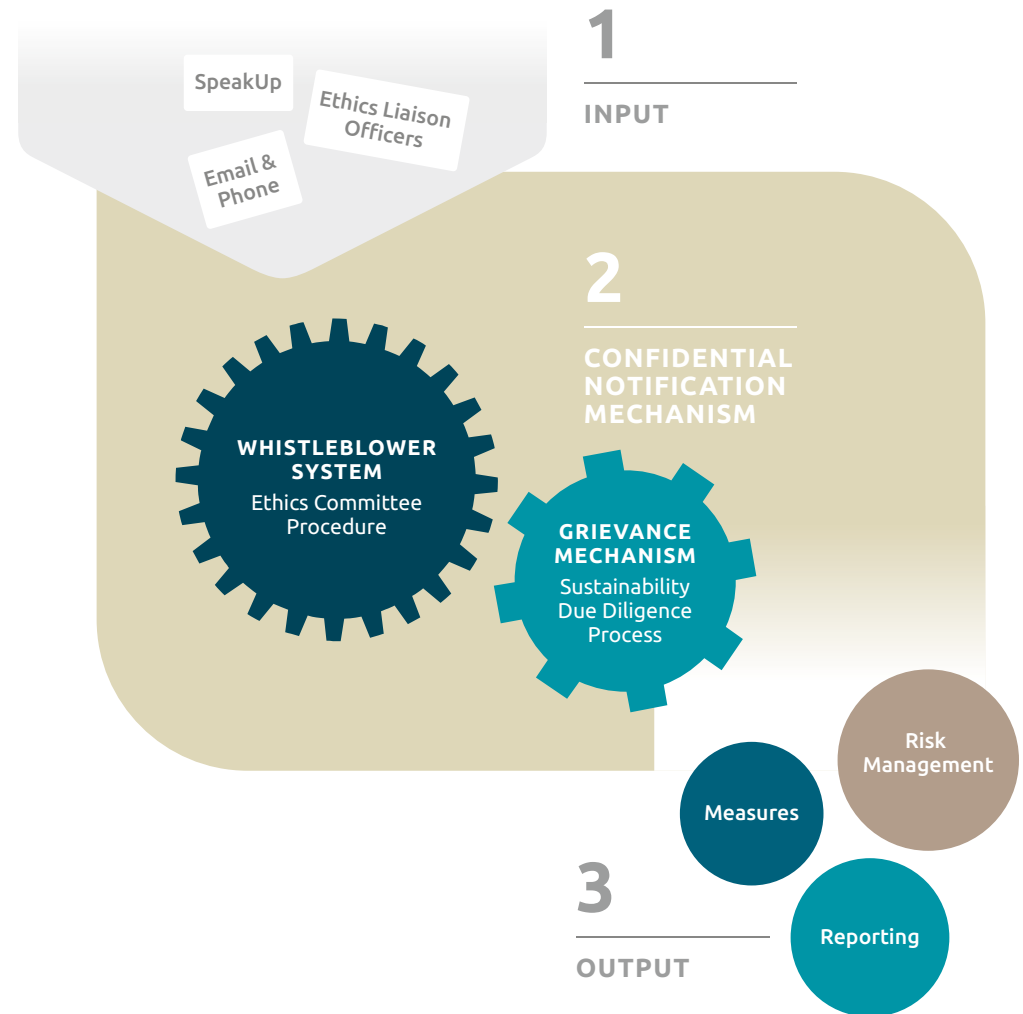 1
INPUT
SpeakUp
Ethics Liaison
Officers
Email &
Phone
2
CONFIDENTIAL
NOTIFICATION
MECHANISM
WHISTLEBLOWER
SYSTEM
Ethics Committee
Procedure
GRIEVANCE
MECHANISM
Sustainability
Due Diligence
Process
Risk
Management
Measures
Reporting
3
OUTPUT